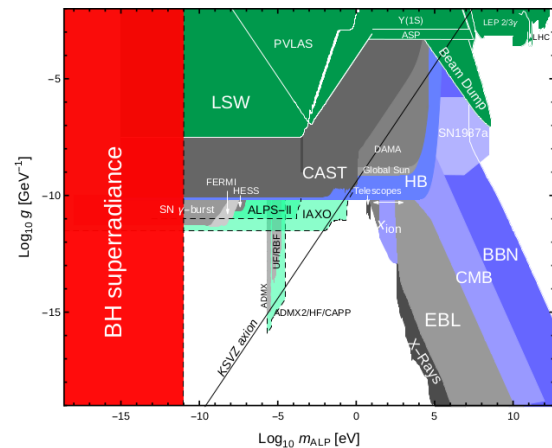 Υ(1S)
LEP 2/3γ
ASP
LHC
PVLAS
Beam Dump
LSW
SN1987a
DAMA
CAST
Global Sun
FERMI
HESS
HB
Telescopes
SN γ-burst
ALPS-II
IAXO
xion
UF/RBF
BBN
CMB
ADMX
ADMX2/HF/CAPP
EBL
KSVZ axion
X-Rays
BH superradiance
-5
-10
-15
-15
-10
-5
0
5
10
Log10 g [GeV−1]
Log10 mALP [eV]